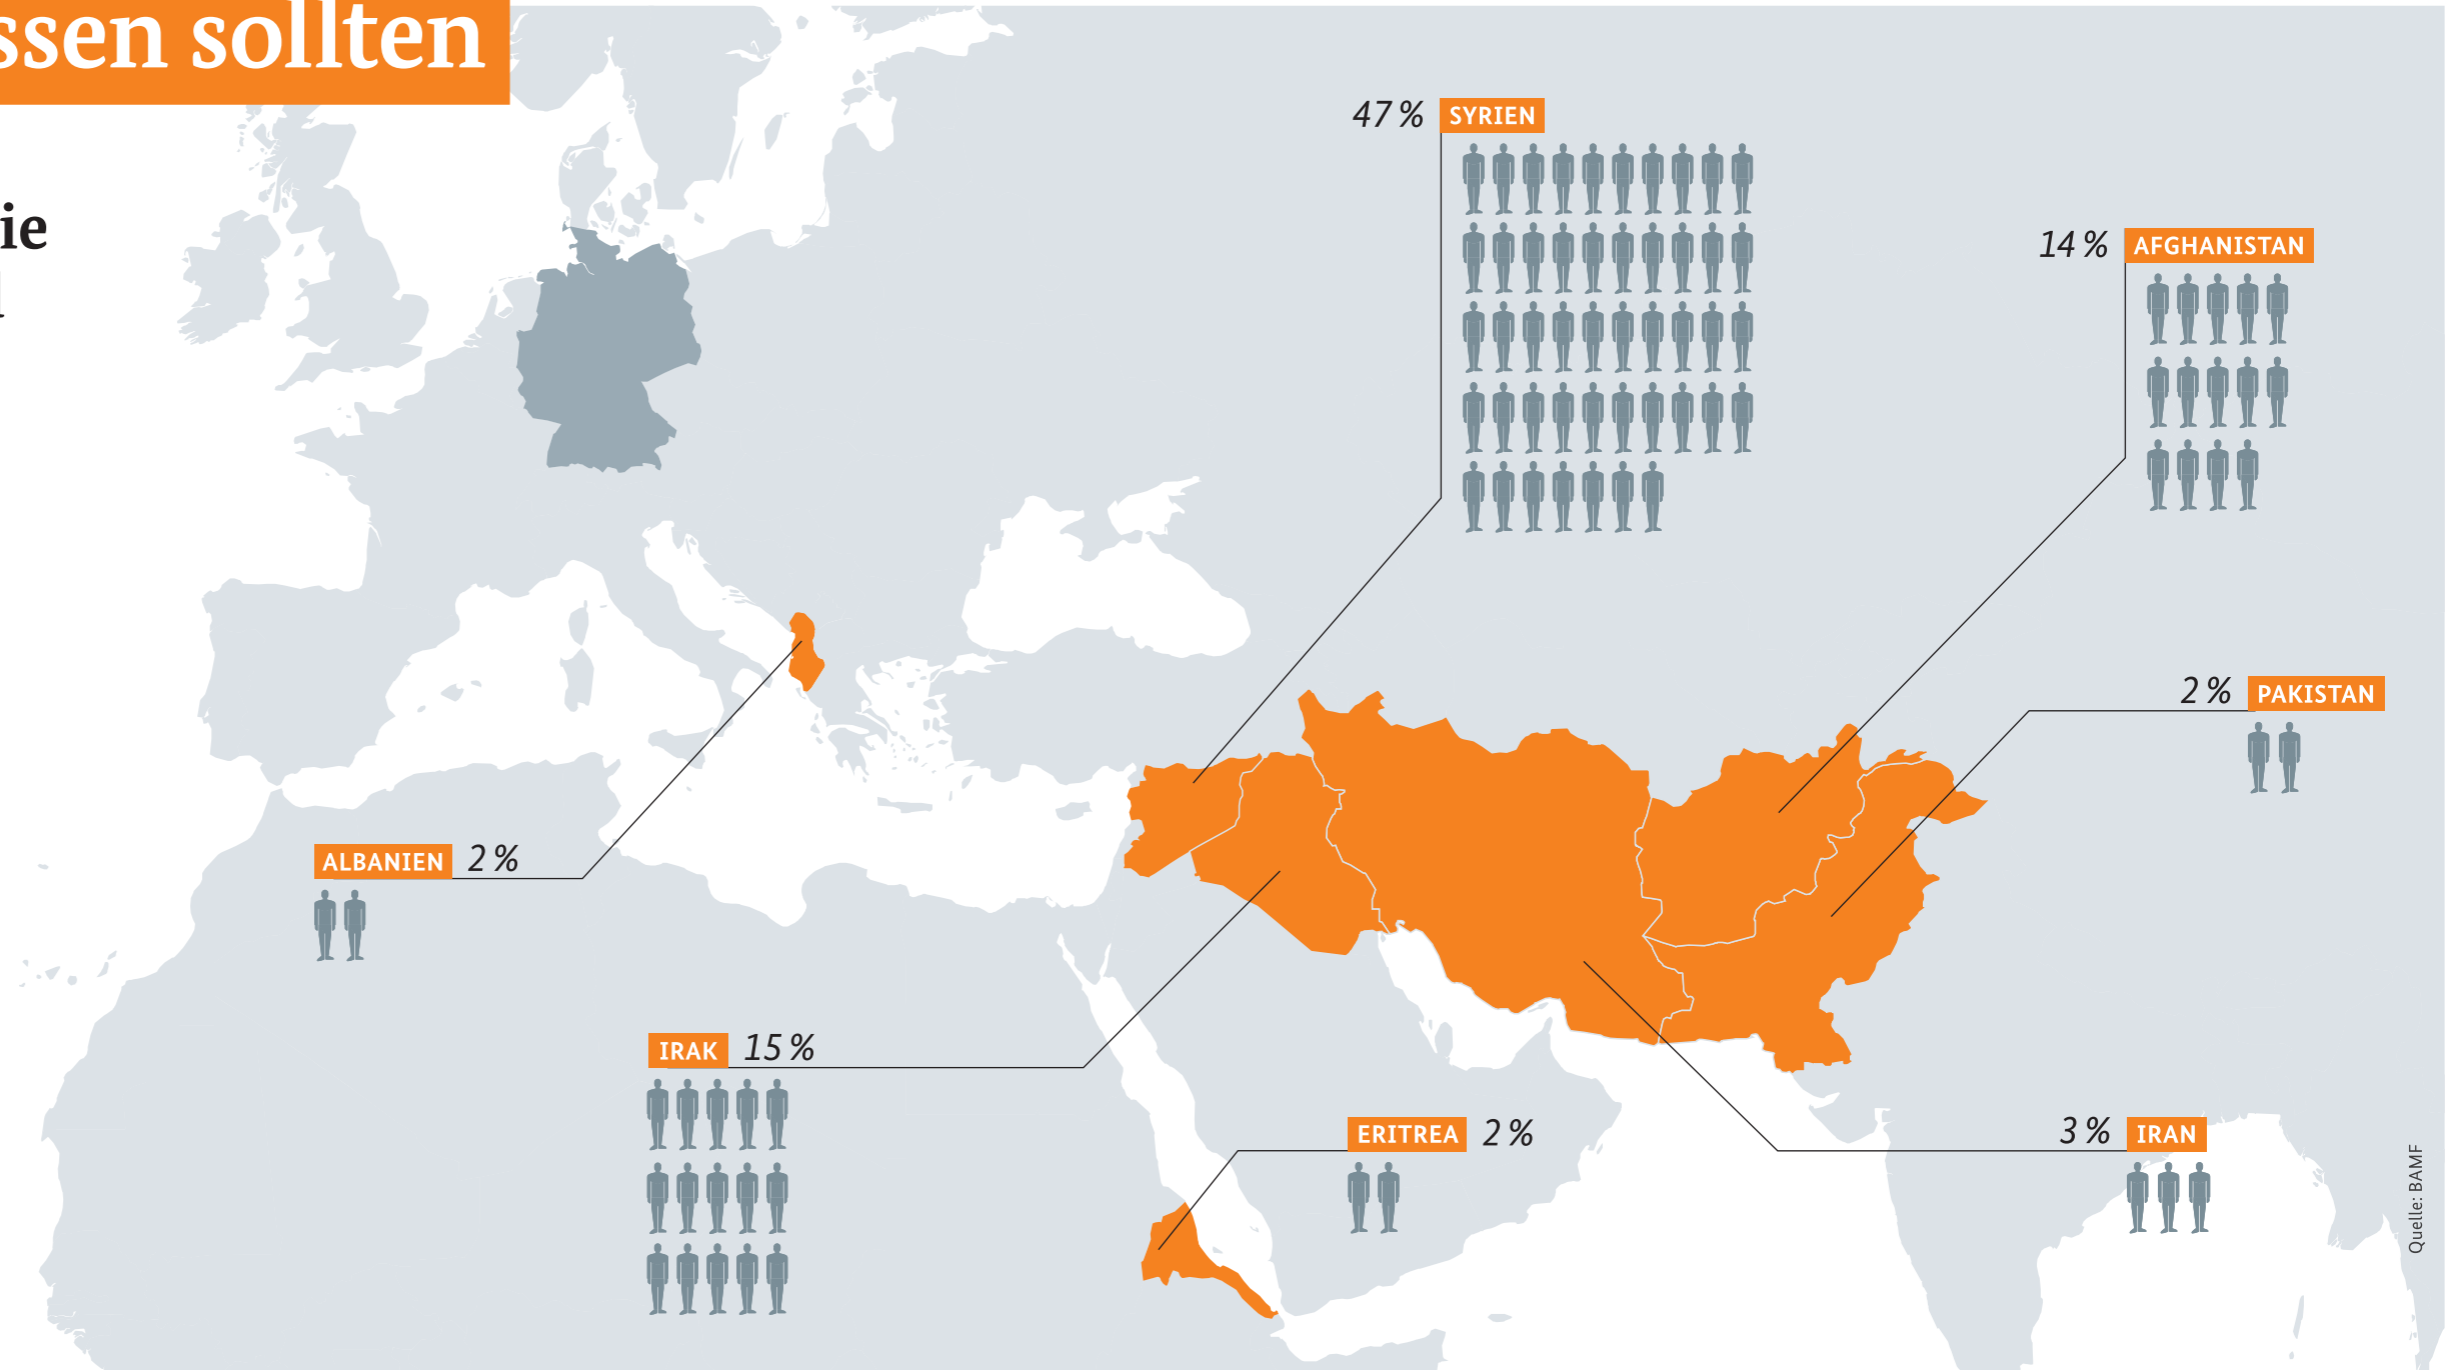 ssen sollten
ie
47 % SYRIEN
14 % AFGHANISTAN
2 % PAKISTAN
ALBANIEN 2 %
IRAK 15 %
ERITREA 2 %
3 % IRAN
Quelle: BAMF